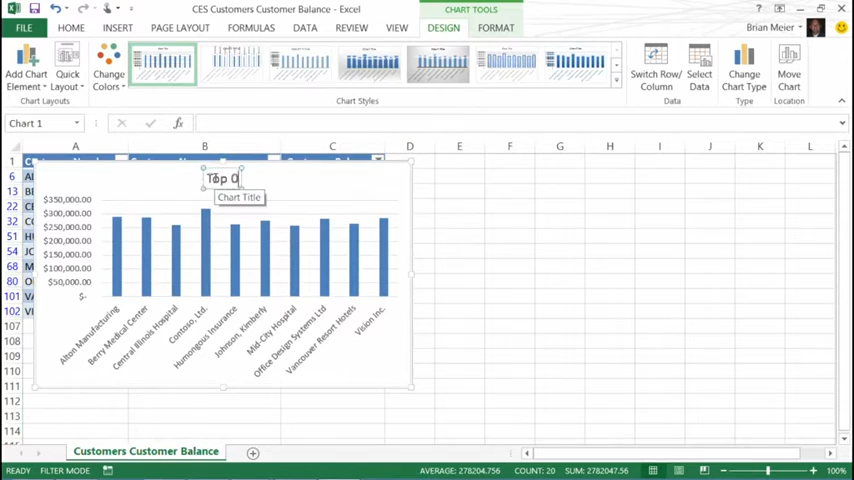 CES Customers Customer Balance - Excel
CHART TOOLS
FILE HOME INSERT PAGE LAYOUT FORMULAS DATA REVIEW VIEW DESIGN FORMAT Brian Meier
Add Chart Element
Quick Layout
Change Colors
Switch Row/Column
Select Data
Change Chart Type
Move Chart
Chart Layouts Chart Styles Data Type Location
Chart 1 fx
A B C D E F G H I J K L
1
6
13
22
32
51
54
68
80
101
102
107
108
109
110
111
112
113
114
Top 0
Chart Title
$350,000.00
$300,000.00
$250,000.00
$200,000.00
$150,000.00
$100,000.00
$50,000.00
$-
Alton Manufacturing
Berry Medical Center
Central Illinois Hospital
Contoso, Ltd.
Humongous Insurance
Johnson, Kimberly
Mid-City Hospital
Office Design Systems Ltd
Vancouver Resort Hotels
Vision Inc.
Customers Customer Balance
READY FILTER MODE AVERAGE: 278204.756 COUNT: 20 SUM: 2782047.56 100%